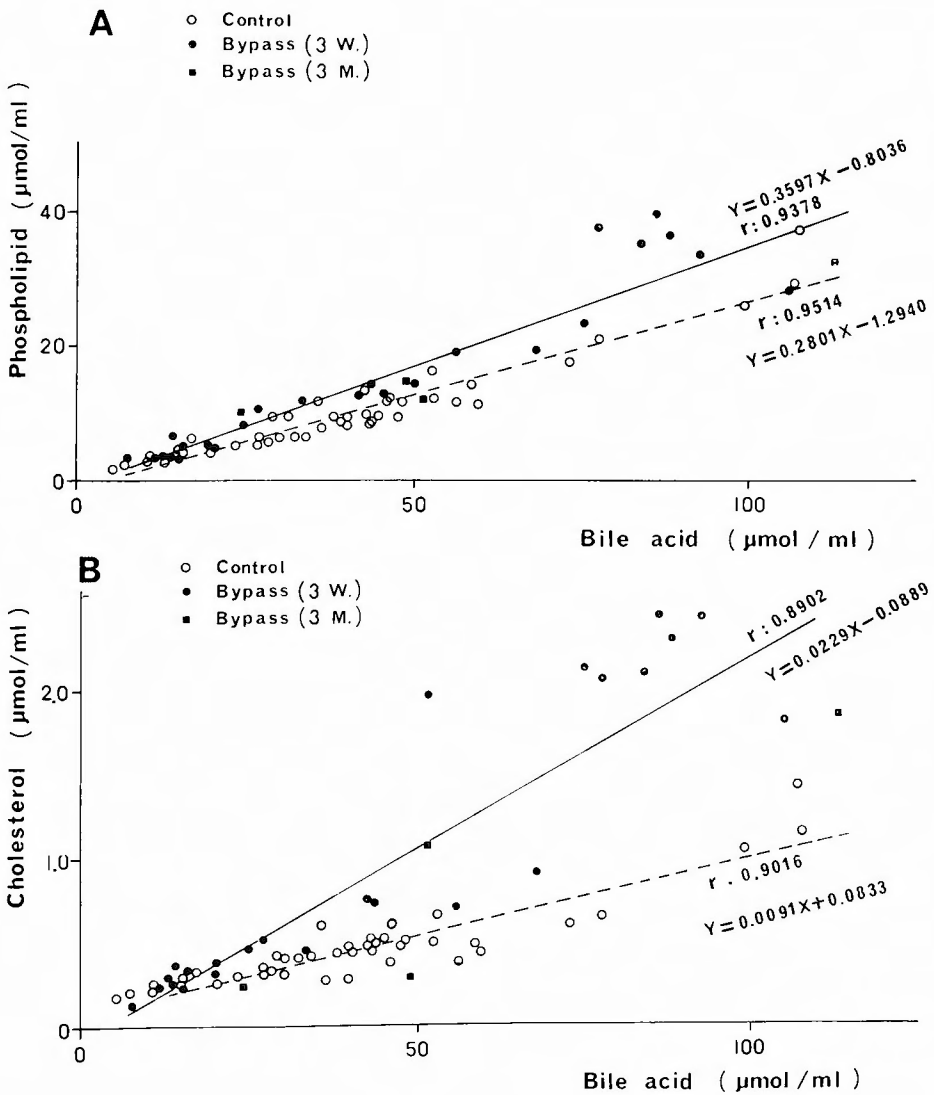 A
Control
Bypass (3 W.)
Bypass (3 M.)
Phospholipid (μmol/ml)
40
20
0
0
50
100
Y=0.3597X-0.8036
r:0.9378
r:0.9514
Y=0.2801X-1.2940
Bile acid (μmol / ml)
B
Control
Bypass (3 W.)
Bypass (3 M.)
Cholesterol (μmol/ml)
2.0
1.0
0
0
50
100
r:0.8902
Y=0.0229X-0.0889
r . 0.9016
Y=0.0091X+0.0833
Bile acid (μmol / ml)